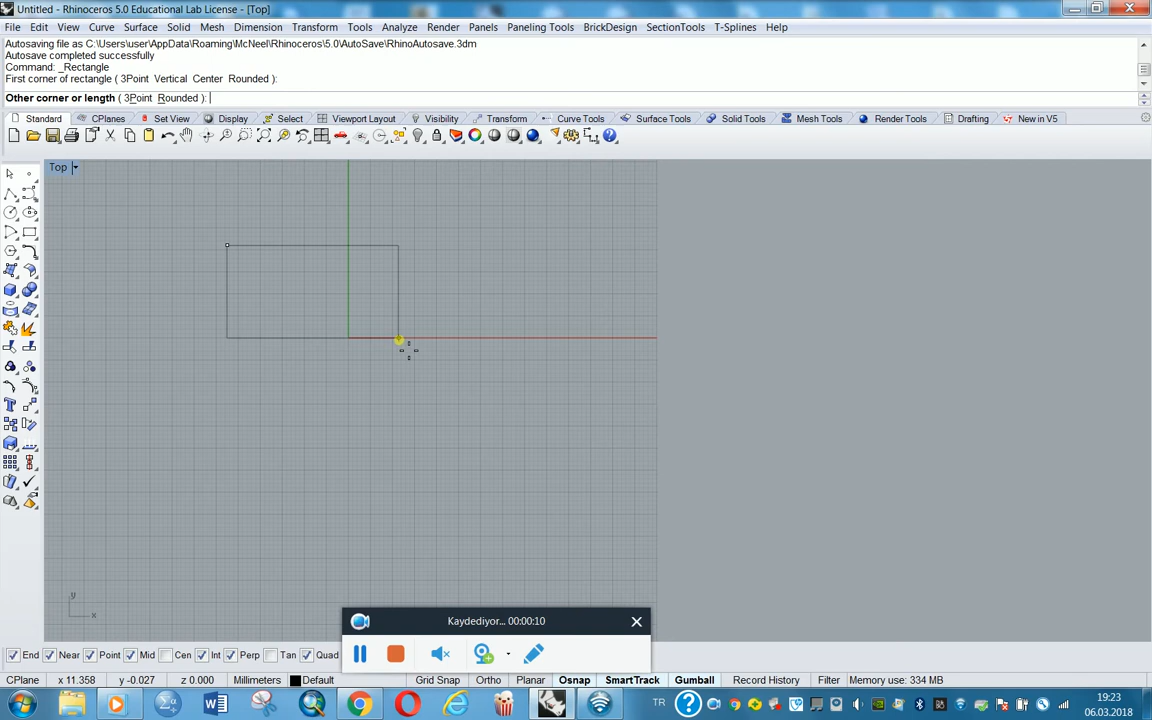 Untitled - Rhinoceros 5.0 Educational Lab License - [Top]
File Edit View Curve Surface Solid Mesh Dimension Transform Tools Analyze Render Panels Paneling Tools BrickDesign SectionTools T-Splines Help
Autosaving file as C:\Users\user\AppData\Roaming\McNeel\Rhinoceros\5.0\AutoSave\RhinoAutosave.3dm
Autosave completed successfully
Command: _Rectangle
First corner of rectangle ( 3Point Vertical Center Rounded ):
Other corner or length ( 3Point Rounded ):
Standard CPlanes Set View Display Select Viewport Layout Visibility Transform Curve Tools Surface Tools Solid Tools Mesh Tools Render Tools Drafting New in V5
Top
y
x
Kaydediyor... 00:00:10
End Near Point Mid Cen Int Perp Tan Quad
CPlane x 11.358 y -0.027 z 0.000 Millimeters Default Grid Snap Ortho Planar Osnap SmartTrack Gumball Record History Filter Memory use: 334 MB
TR 19:23
06.03.2018